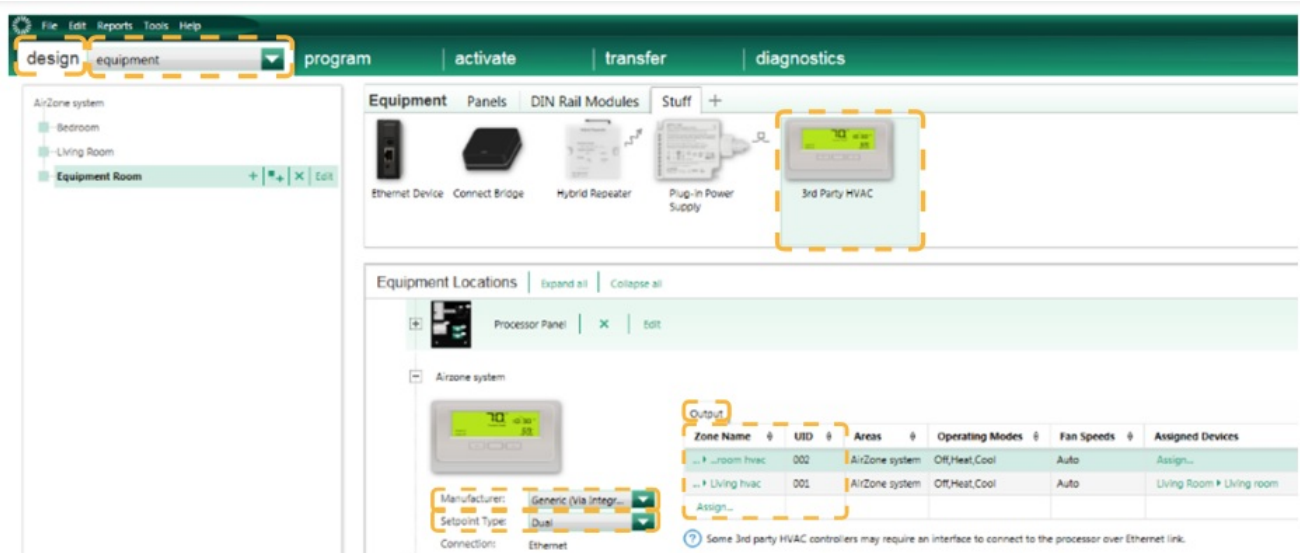 File Edit Reports Tools Help
design equipment program activate transfer diagnostics
AirZone system
Bedroom
Living Room
Equipment Room + × Edit
Equipment Panels DIN Rail Modules Stuff +
Ethernet Device Connect Bridge Hybrid Repeater Plug-in Power Supply 3rd Party HVAC
Equipment Locations Expand all Collapse all
Processor Panel × Edit
Airzone system
70
Output
Zone Name UID Areas Operating Modes Fan Speeds Assigned Devices
... ...room hvac 002 AirZone system Off,Heat,Cool Auto Assign...
... Living hvac 001 AirZone system Off,Heat,Cool Auto Living Room Living room
Assign...
Manufacturer: Generic (Via Integr...
Setpoint Type: Dual
Connection: Ethernet
? Some 3rd party HVAC controllers may require an interface to connect to the processor over Ethernet link.